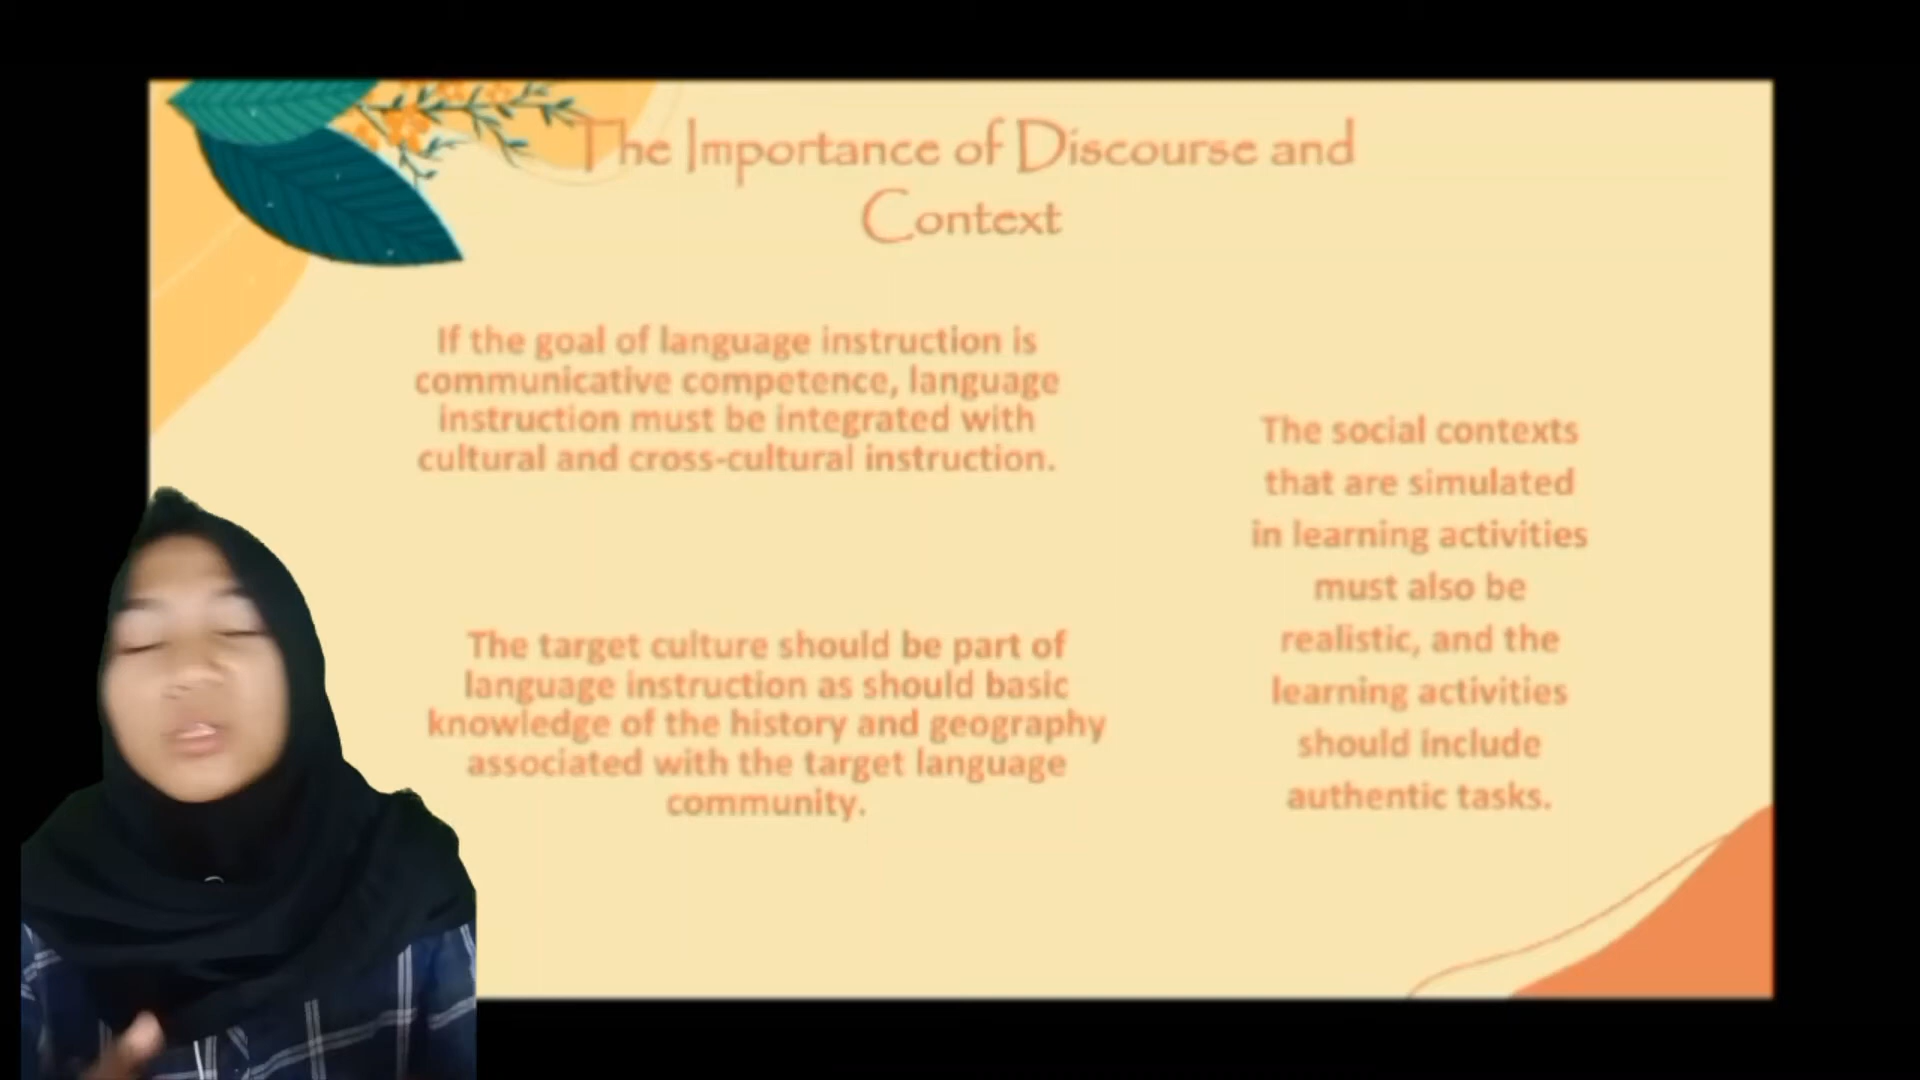 The Importance of Discourse and
Context
If the goal of language instruction is
communicative competence, language
instruction must be integrated with
cultural and cross-cultural instruction.
The target culture should be part of
language instruction as should basic
knowledge of the history and geography
associated with the target language
community.
The social contexts
that are simulated
in learning activities
must also be
realistic, and the
learning activities
should include
authentic tasks.